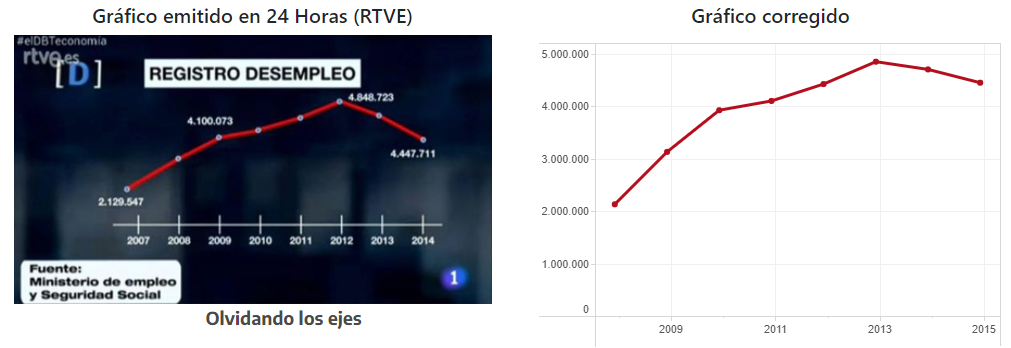 Gráfico emitido en 24 Horas (RTVE)
#elDBTeconomía
rtve.es
[D]
REGISTRO DESEMPLEO
4.848.723
4.100.073
4.447.711
2.129.547
2007 2008 2009 2010 2011 2012 2013 2014
Fuente:
Ministerio de empleo
y Seguridad Social
1
Olvidando los ejes
Gráfico corregido
5.000.000
4.000.000
3.000.000
2.000.000
1.000.000
0
2009 2011 2013 2015